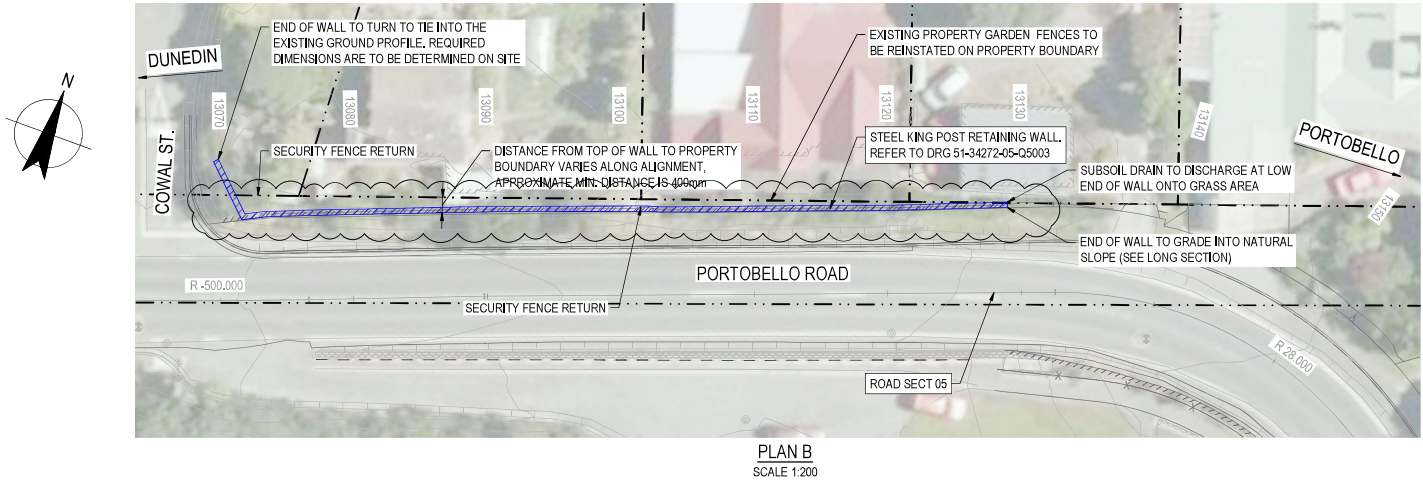 END OF WALL TO TURN TO TIE INTO THE
EXISTING GROUND PROFILE. REQUIRED
DIMENSIONS ARE TO BE DETERMINED ON SITE
EXISTING PROPERTY GARDEN FENCES TO
BE REINSTATED ON PROPERTY BOUNDARY
DUNEDIN
N
13070
13080
13090
13100
13110
13120
13130
13140
13150
PORTOBELLO
COWAL ST.
SECURITY FENCE RETURN
DISTANCE FROM TOP OF WALL TO PROPERTY
BOUNDARY VARIES ALONG ALIGNMENT,
APPROXIMATE MIN. DISTANCE IS 400mm
STEEL KING POST RETAINING WALL.
REFER TO DRG 51-34272-05-Q5003
SUBSOIL DRAIN TO DISCHARGE AT LOW
END OF WALL ONTO GRASS AREA
END OF WALL TO GRADE INTO NATURAL
SLOPE (SEE LONG SECTION)
PORTOBELLO ROAD
R -500.000
SECURITY FENCE RETURN
R 28.000
ROAD SECT 05
PLAN B
SCALE 1:200